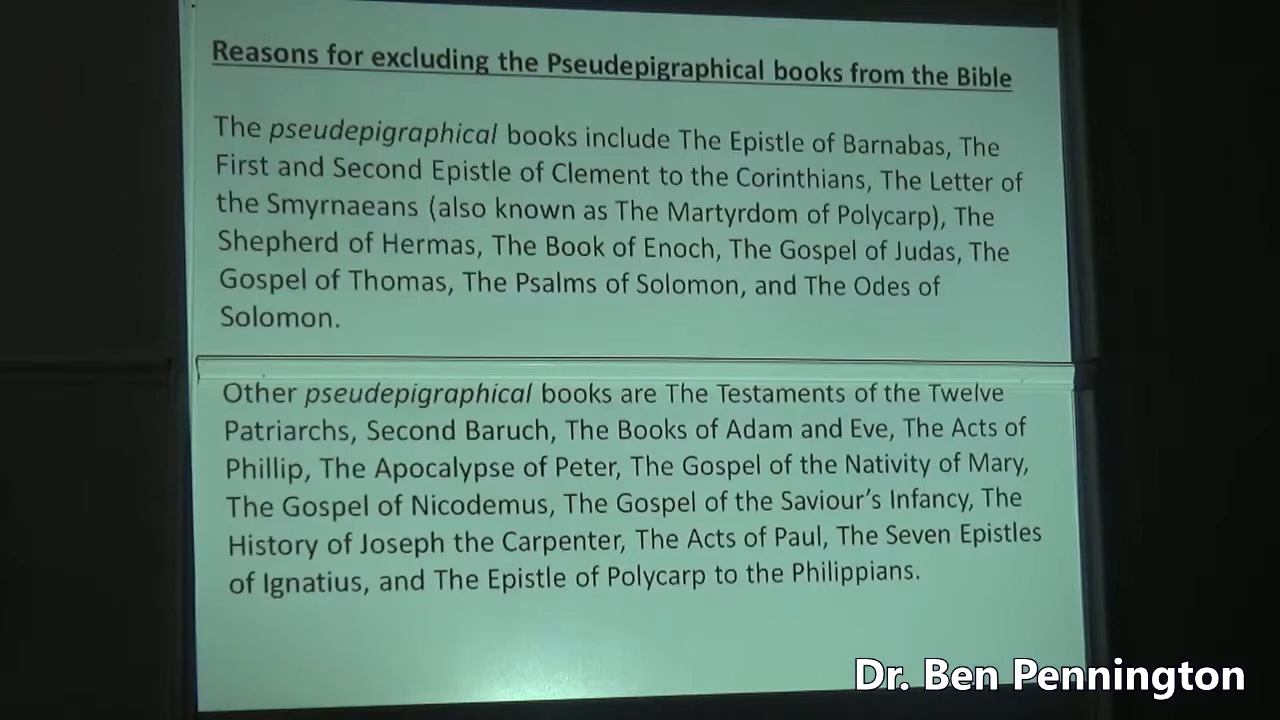 Reasons for excluding the Pseudepigraphical books from the Bible
The pseudepigraphical books include The Epistle of Barnabas, The
First and Second Epistle of Clement to the Corinthians, The Letter of
the Smyrnaeans (also known as The Martyrdom of Polycarp), The
Shepherd of Hermas, The Book of Enoch, The Gospel of Judas, The
Gospel of Thomas, The Psalms of Solomon, and The Odes of
Solomon.
Other pseudepigraphical books are The Testaments of the Twelve
Patriarchs, Second Baruch, The Books of Adam and Eve, The Acts of
Phillip, The Apocalypse of Peter, The Gospel of the Nativity of Mary,
The Gospel of Nicodemus, The Gospel of the Saviour's Infancy, The
History of Joseph the Carpenter, The Acts of Paul, The Seven Epistles
of Ignatius, and The Epistle of Polycarp to the Philippians.
Dr. Ben Pennington